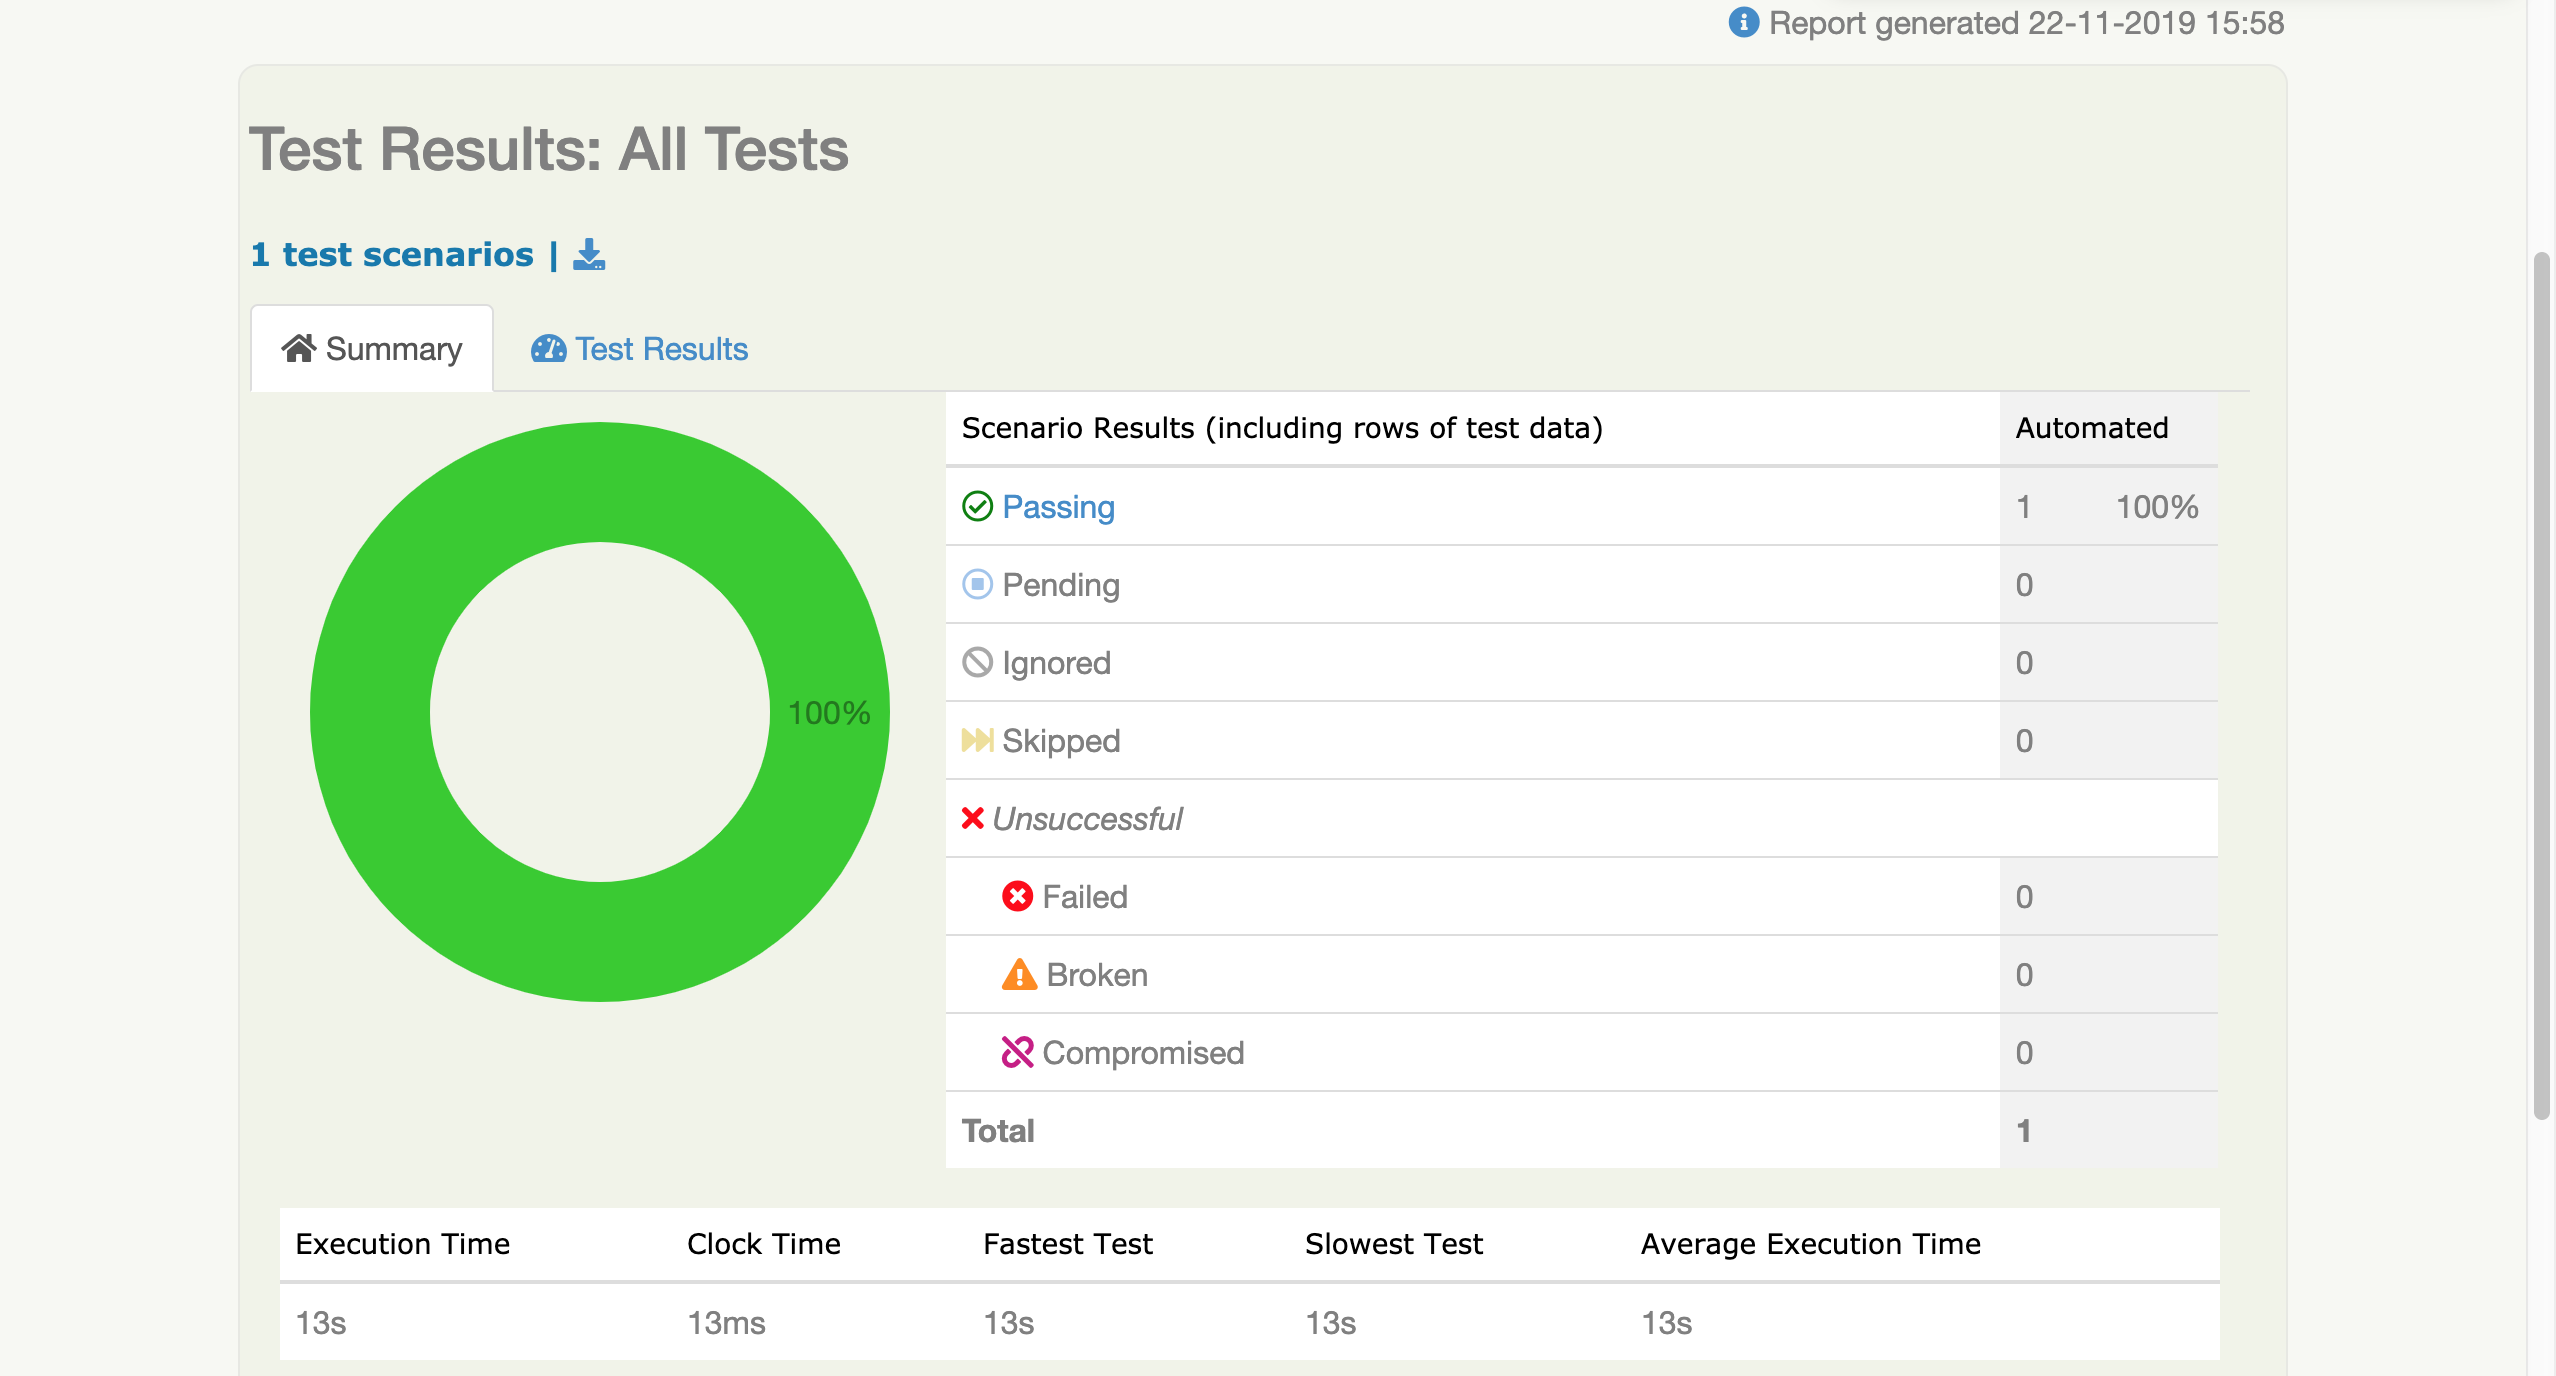 Report generated 22-11-2019 15:58
Test Results: All Tests
1 test scenarios |
Summary Test Results
Scenario Results (including rows of test data) Automated
Passing 1 100%
Pending 0
Ignored 0
Skipped 0
Unsuccessful
Failed 0
Broken 0
Compromised 0
Total 1
100%
Execution Time Clock Time Fastest Test Slowest Test Average Execution Time
13s 13ms 13s 13s 13s